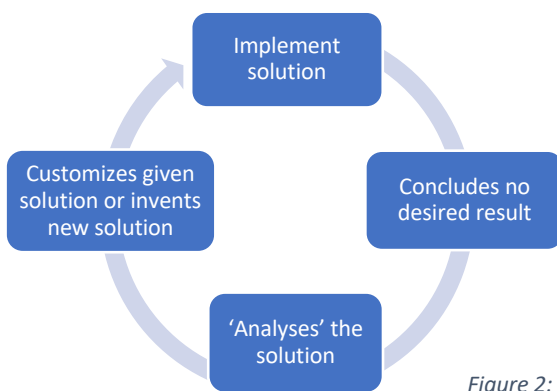 Implement
solution
Concludes no
desired result
‘Analyses’ the
solution
Customizes given
solution or invents
new solution
Figure 2: